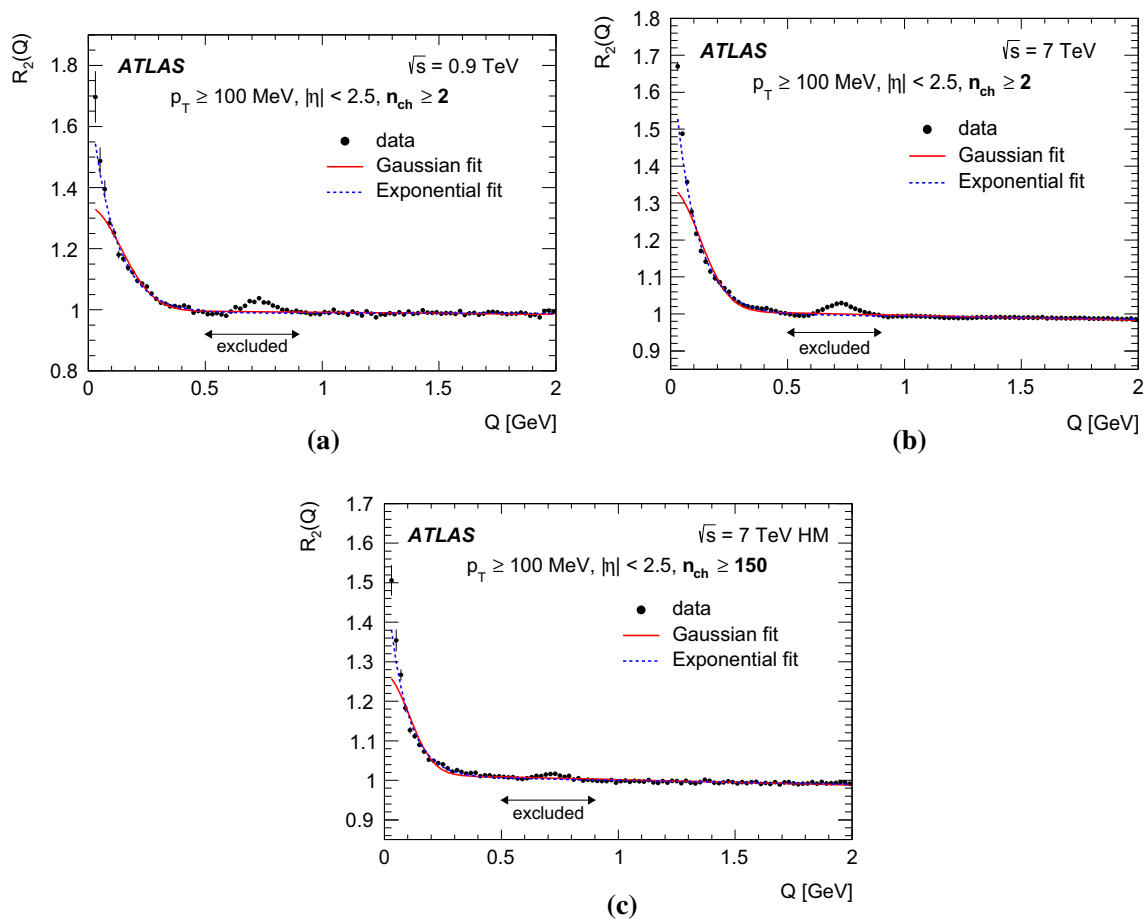 R₂(Q)
ATLAS
√s = 0.9 TeV
p_T ≥ 100 MeV, |η| < 2.5, n_ch ≥ 2
data
Gaussian fit
Exponential fit
excluded
1.8
1.6
1.4
1.2
1
0.8
0 0.5 1 1.5 2
Q [GeV]
(a)
R₂(Q)
ATLAS
√s = 7 TeV
p_T ≥ 100 MeV, |η| < 2.5, n_ch ≥ 2
data
Gaussian fit
Exponential fit
excluded
1.8
1.7
1.6
1.5
1.4
1.3
1.2
1.1
1
0.9
0 0.5 1 1.5 2
Q [GeV]
(b)
R₂(Q)
ATLAS
√s = 7 TeV HM
p_T ≥ 100 MeV, |η| < 2.5, n_ch ≥ 150
data
Gaussian fit
Exponential fit
excluded
1.7
1.6
1.5
1.4
1.3
1.2
1.1
1
0.9
0 0.5 1 1.5 2
Q [GeV]
(c)